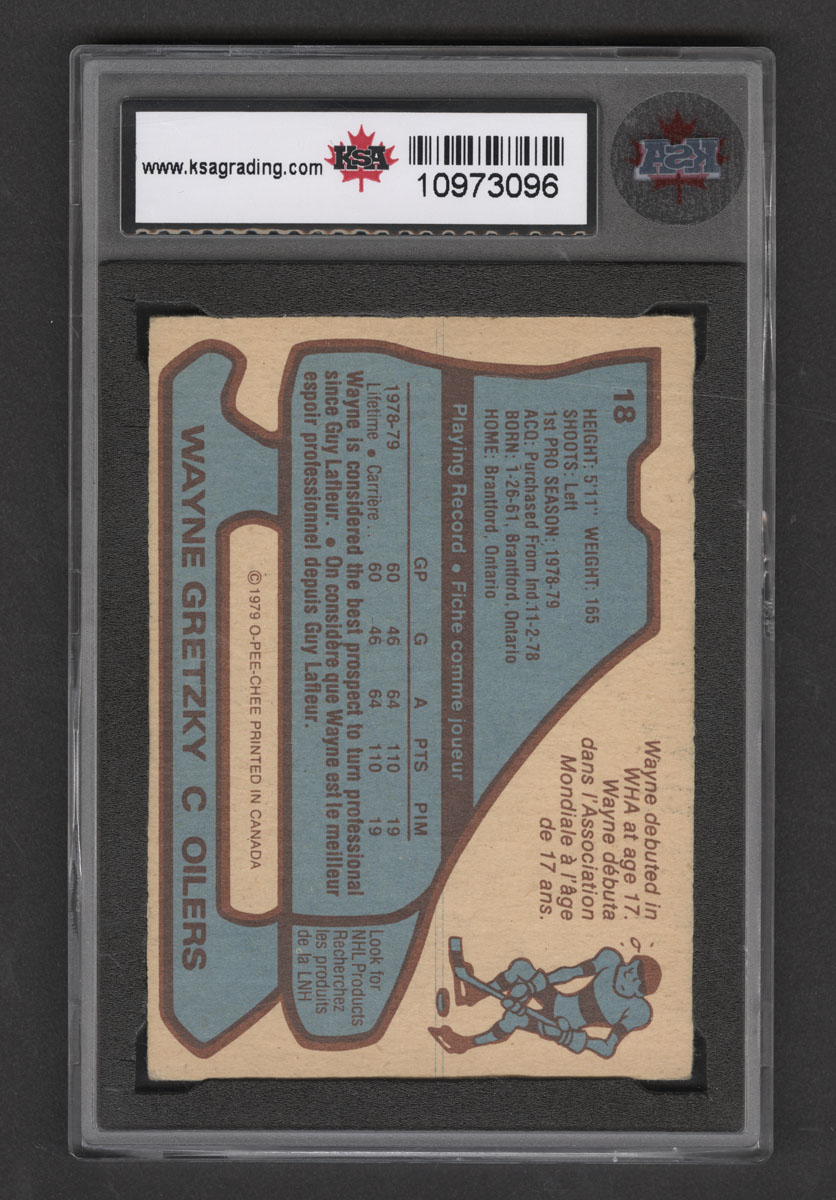 www.ksagrading.com
KSA
10973096
KSA
18
HEIGHT: 5'11" WEIGHT: 165
SHOOTS: Left
1st PRO SEASON: 1978-79
ACQ: Purchased From Ind. 11-2-78
BORN: 1-26-61, Brantford, Ontario
HOME: Brantford, Ontario
Wayne debuted in
WHA at age 17.
Wayne débuta
dans l'Association
Mondiale à l'âge
de 17 ans.
Playing Record • Fiche comme joueur
GP G A PTS PIM
1978-79 60 46 64 110 19
Lifetime • Carrière... 60 46 64 110 19
Wayne is considered the best prospect to turn professional
since Guy Lafleur. • On considère que Wayne est le meilleur
espoir professionnel depuis Guy Lafleur.
Look for
NHL Products
Recherchez
les produits
de la LNH
©1979 O-PEE-CHEE PRINTED IN CANADA
WAYNE GRETZKY C OILERS